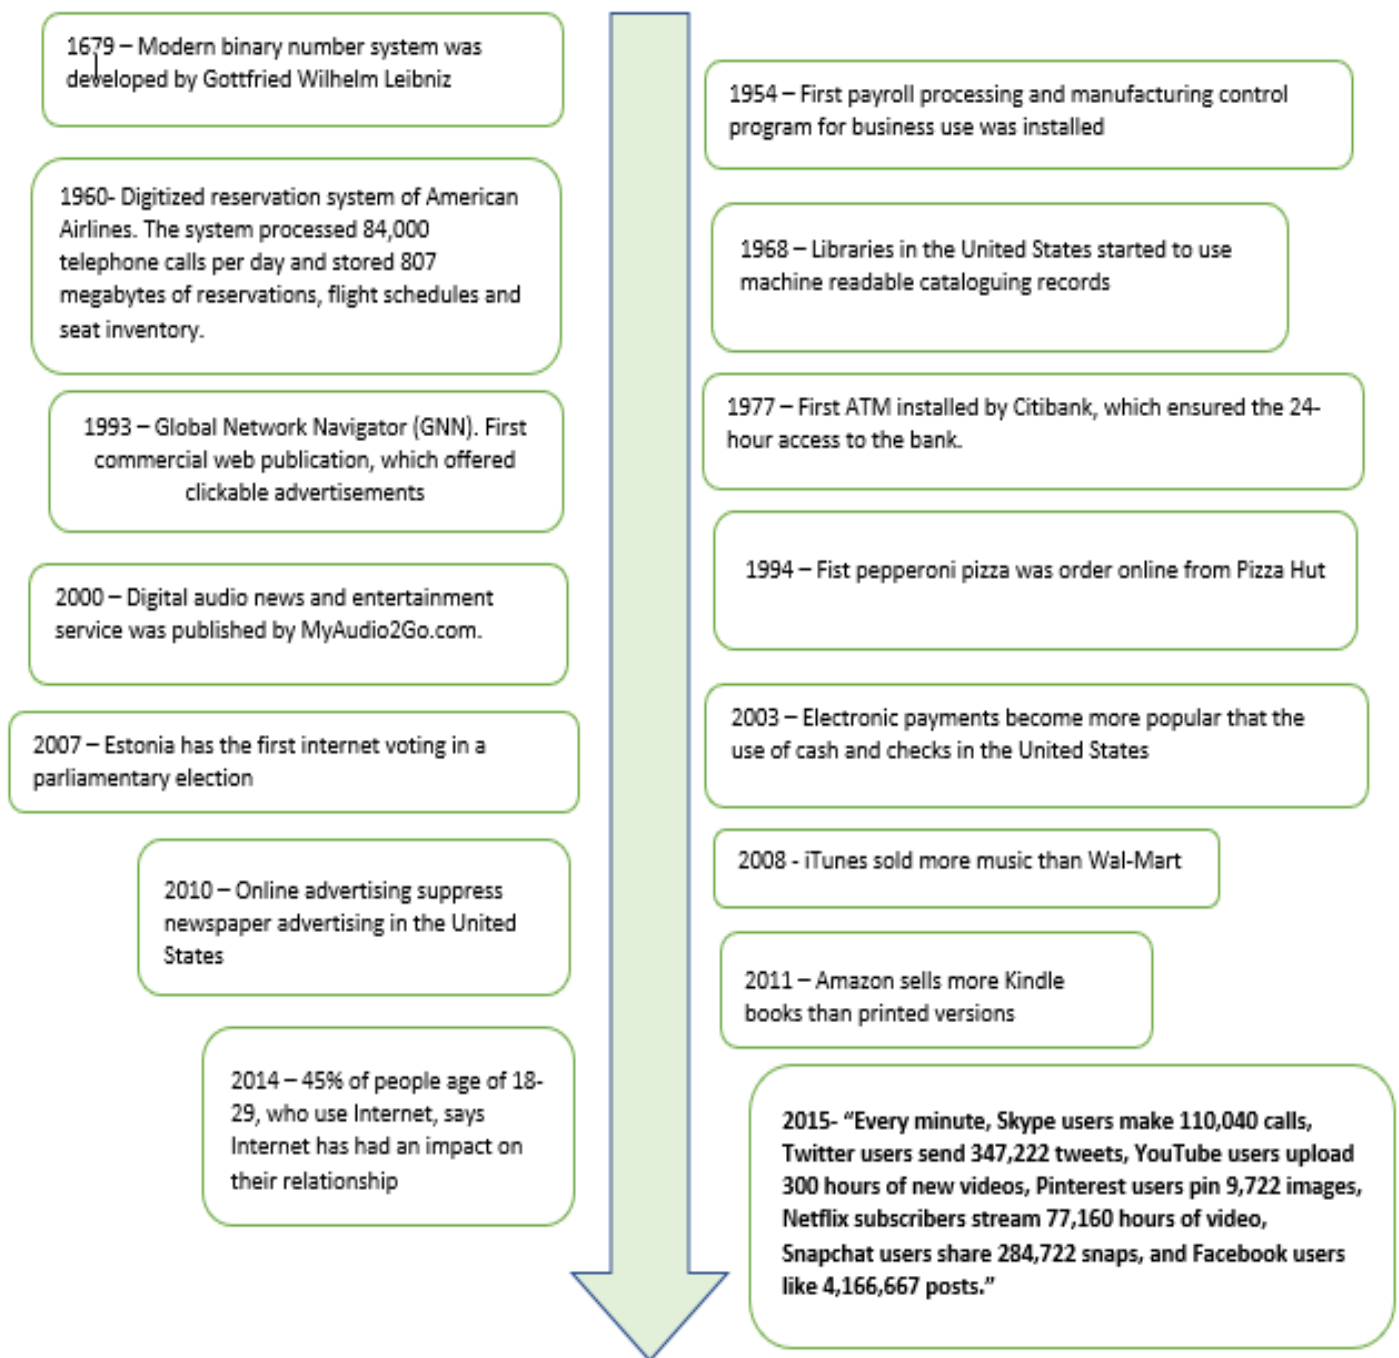 1679 – Modern binary number system was
developed by Gottfried Wilhelm Leibniz
1954 – First payroll processing and manufacturing control
program for business use was installed
1960- Digitized reservation system of American
Airlines. The system processed 84,000
telephone calls per day and stored 807
megabytes of reservations, flight schedules and
seat inventory.
1968 – Libraries in the United States started to use
machine readable cataloguing records
1977 – First ATM installed by Citibank, which ensured the 24-
hour access to the bank.
1993 – Global Network Navigator (GNN). First
commercial web publication, which offered
clickable advertisements
1994 – Fist pepperoni pizza was order online from Pizza Hut
2000 – Digital audio news and entertainment
service was published by MyAudio2Go.com.
2003 – Electronic payments become more popular that the
use of cash and checks in the United States
2007 – Estonia has the first internet voting in a
parliamentary election
2008 - iTunes sold more music than Wal-Mart
2010 – Online advertising suppress
newspaper advertising in the United
States
2011 – Amazon sells more Kindle
books than printed versions
2014 – 45% of people age of 18-
29, who use Internet, says
Internet has had an impact on
their relationship
2015- “Every minute, Skype users make 110,040 calls,
Twitter users send 347,222 tweets, YouTube users upload
300 hours of new videos, Pinterest users pin 9,722 images,
Netflix subscribers stream 77,160 hours of video,
Snapchat users share 284,722 snaps, and Facebook users
like 4,166,667 posts.”